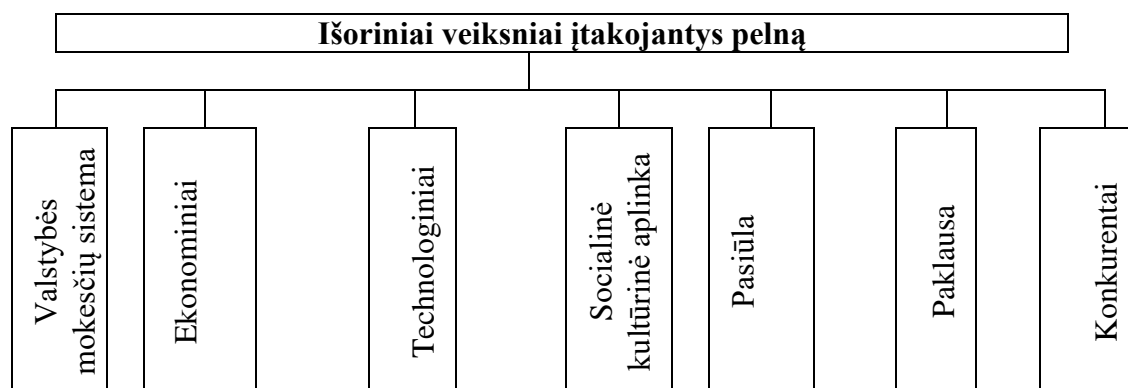 Išoriniai veiksniai įtakojantys pelną
Valstybės
mokesčių sistema
Ekonominiai
Technologiniai
Socialinė
kultūrinė aplinka
Pasiūla
Paklausa
Konkurentai